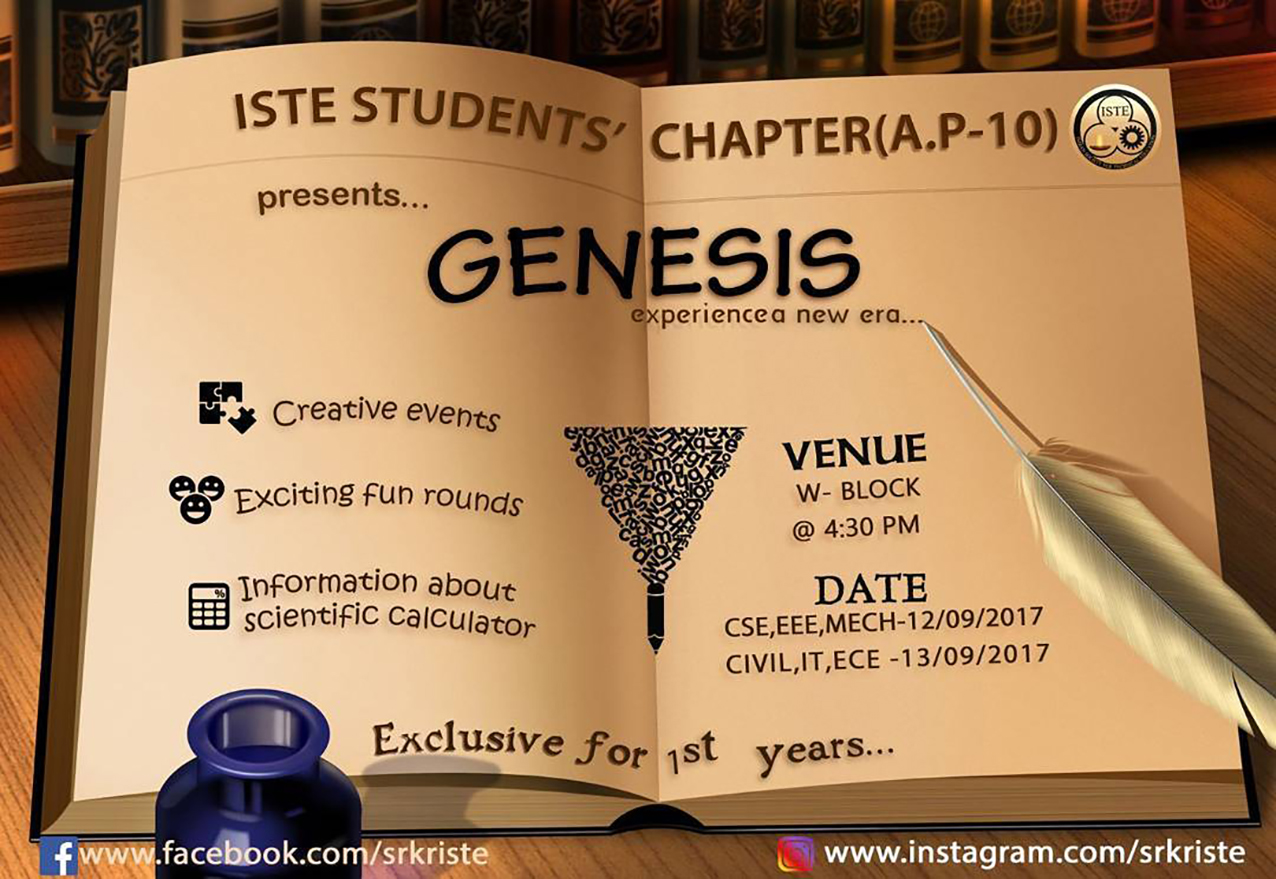 ISTE STUDENTS' CHAPTER(A.P-10)
ISTE
presents...
GENESIS
experience a new era...
Creative events
Exciting fun rounds
Information about
scientific calculator
VENUE
W- BLOCK
@ 4:30 PM
DATE
CSE,EEE,MECH-12/09/2017
CIVIL,IT,ECE -13/09/2017
Exclusive for 1st years...
www.facebook.com/srkriste
www.instagram.com/srkriste